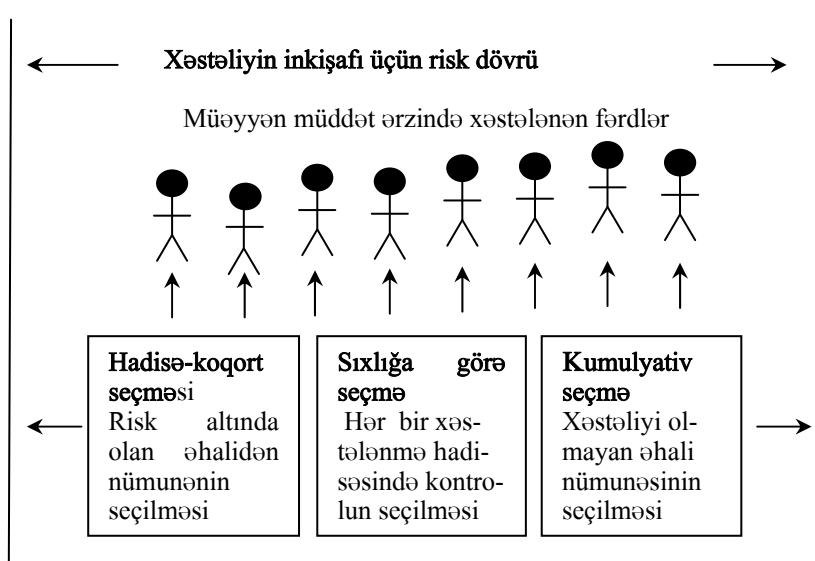 Xəstəliyin inkişafı üçün risk dövrü
Müəyyən müddət ərzində xəstələnən fərdlər
Hadisə-koqort
seçməsi
Risk altında
olan əhalidən
nümunənin
seçilməsi
Sıxlığa görə
seçmə
Hər bir xəs-
tələnmə hadi-
səsində kontro-
lun seçilməsi
Kumulyativ
seçmə
Xəstəliyi ol-
mayan əhali
nümunəsinin
seçilməsi